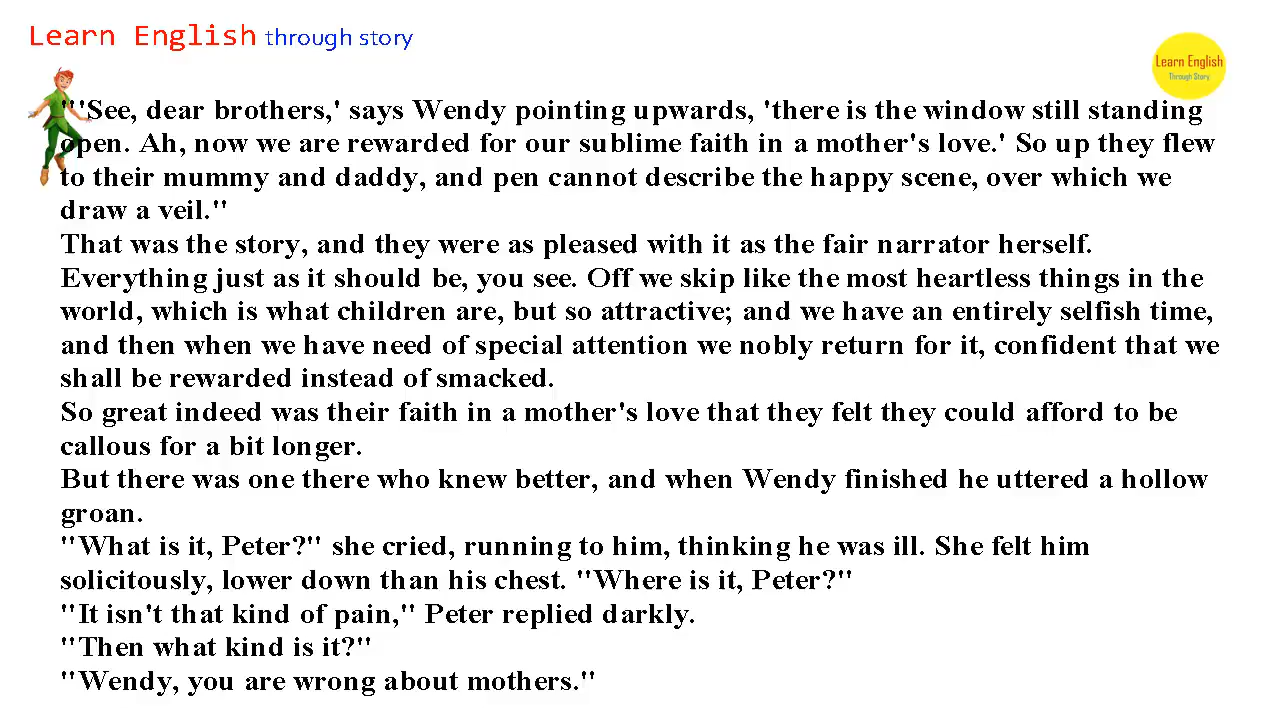 Learn English through story
Learn English
Through Story
"'See, dear brothers,' says Wendy pointing upwards, 'there is the window still standing
open. Ah, now we are rewarded for our sublime faith in a mother's love.' So up they flew
to their mummy and daddy, and pen cannot describe the happy scene, over which we
draw a veil."
That was the story, and they were as pleased with it as the fair narrator herself.
Everything just as it should be, you see. Off we skip like the most heartless things in the
world, which is what children are, but so attractive; and we have an entirely selfish time,
and then when we have need of special attention we nobly return for it, confident that we
shall be rewarded instead of smacked.
So great indeed was their faith in a mother's love that they felt they could afford to be
callous for a bit longer.
But there was one there who knew better, and when Wendy finished he uttered a hollow
groan.
"What is it, Peter?" she cried, running to him, thinking he was ill. She felt him
solicitously, lower down than his chest. "Where is it, Peter?"
"It isn't that kind of pain," Peter replied darkly.
"Then what kind is it?"
"Wendy, you are wrong about mothers."